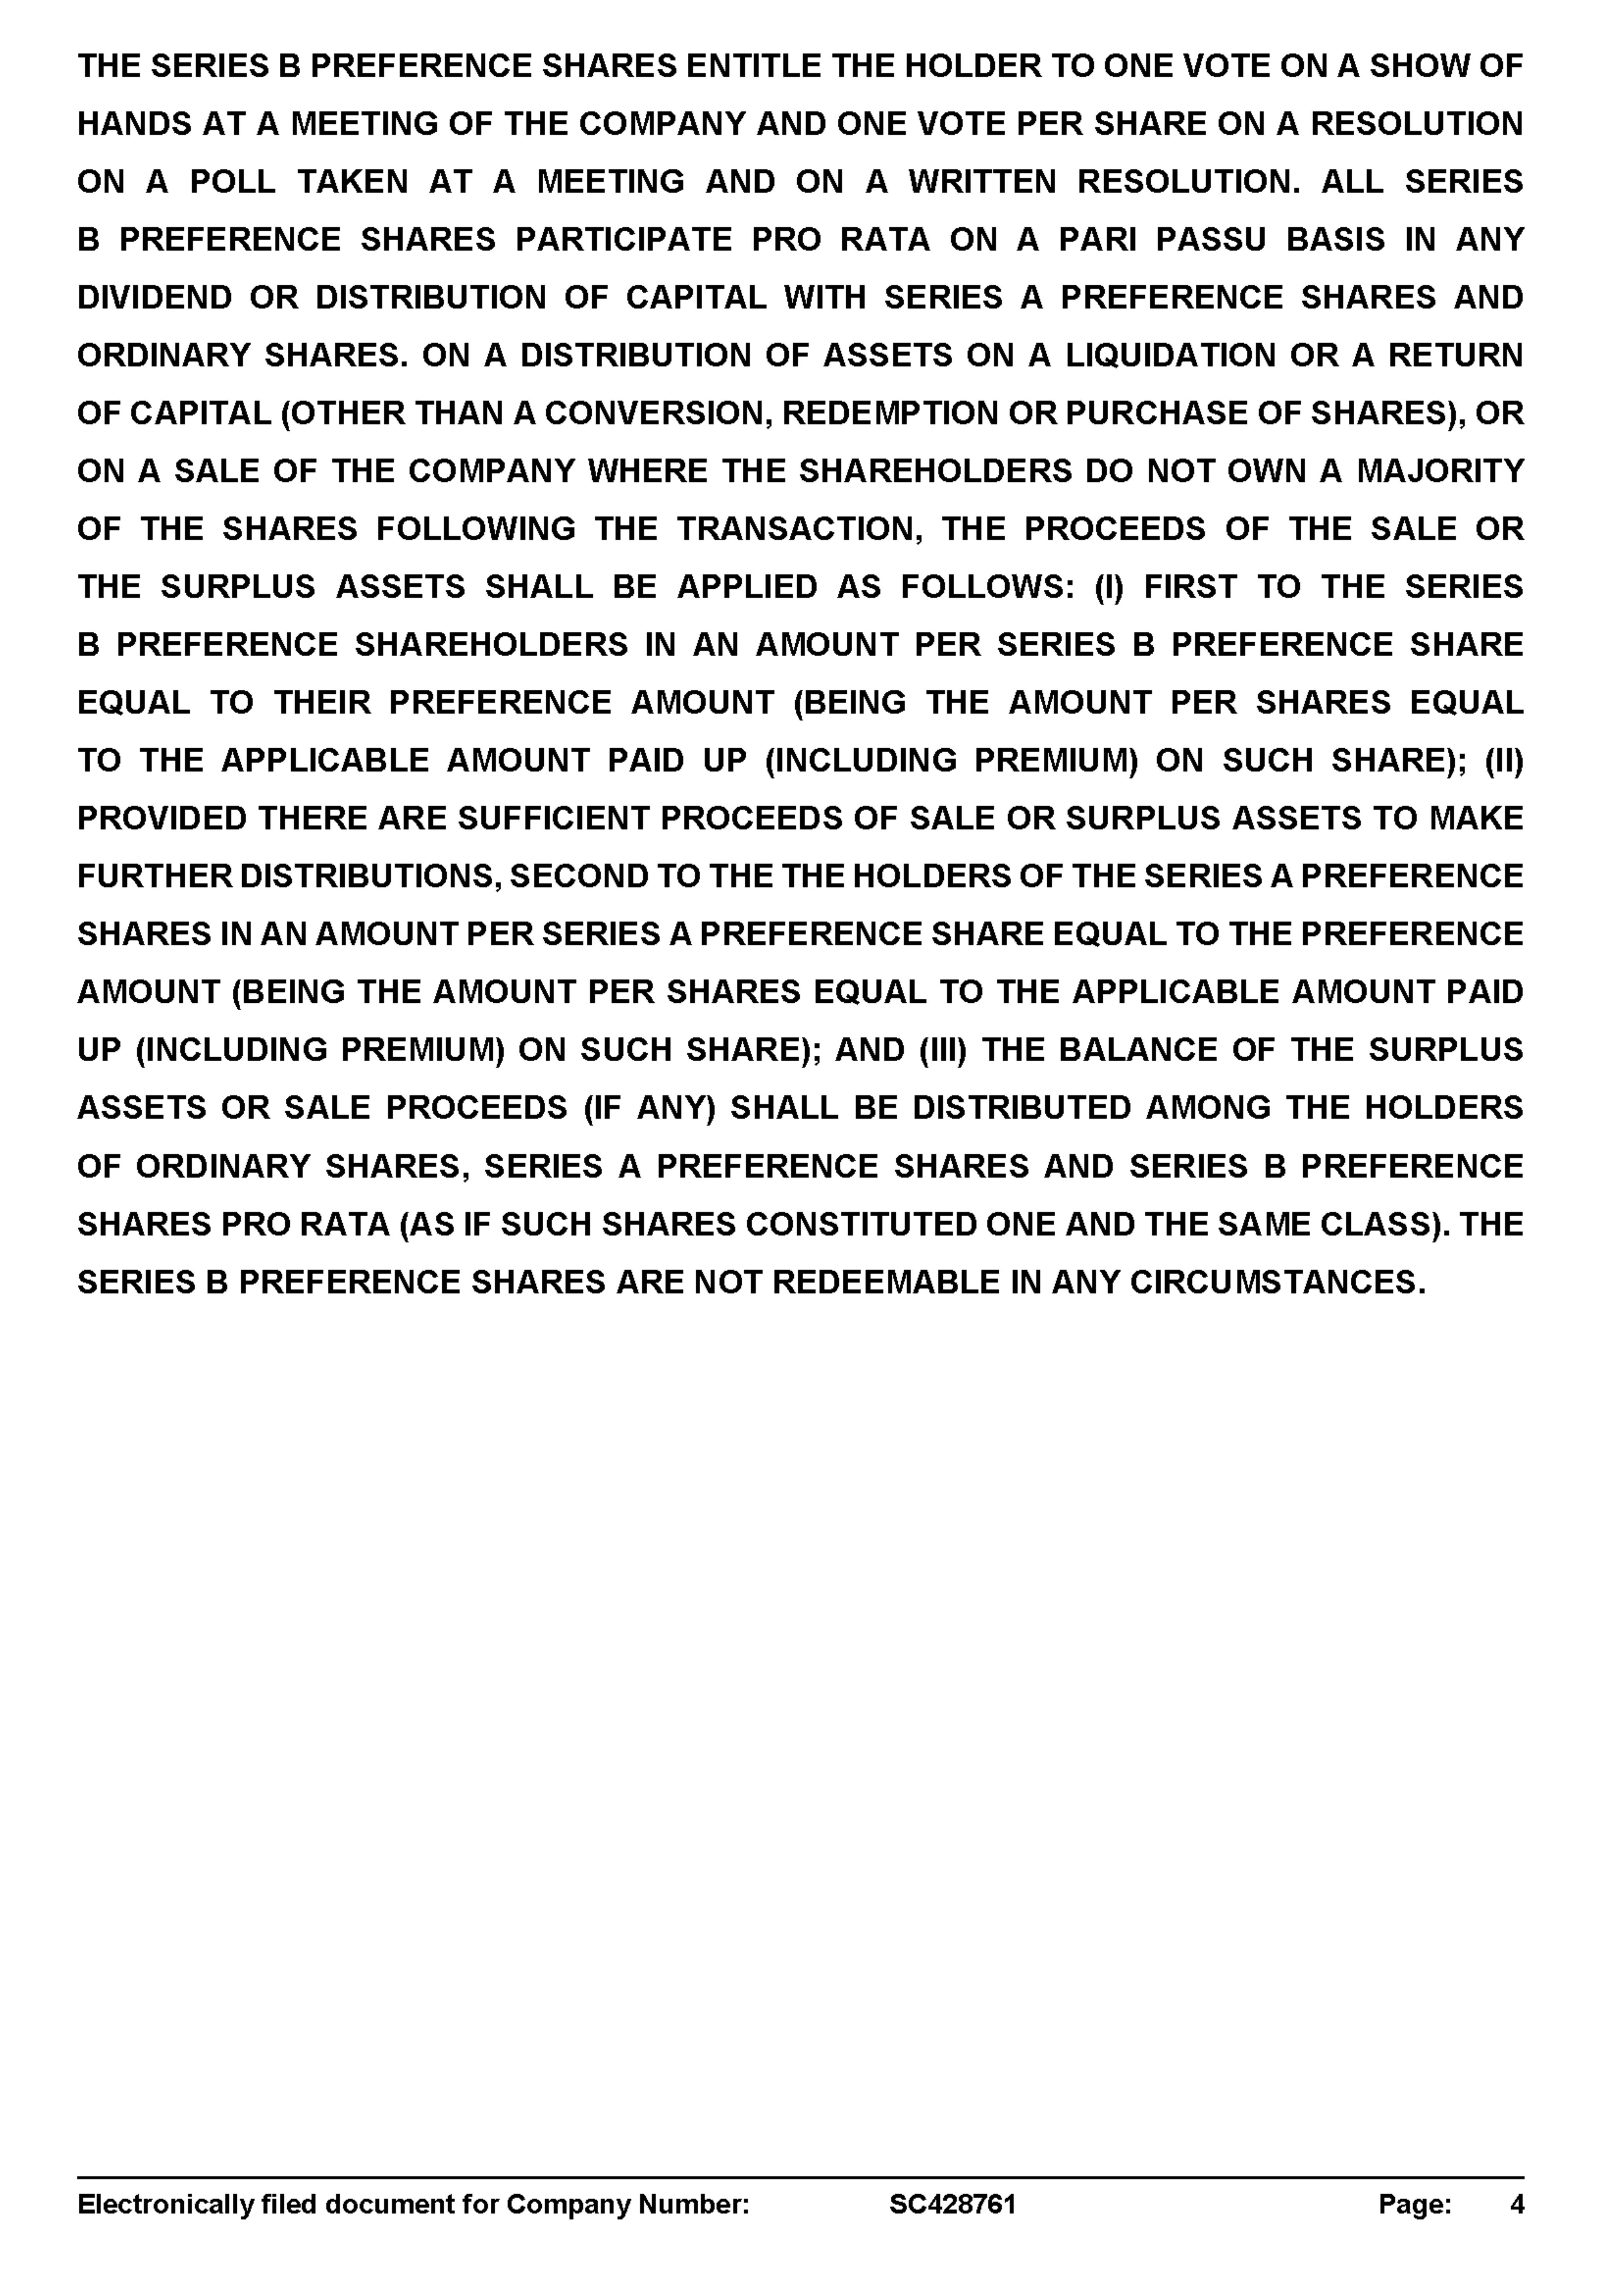 THE SERIES B PREFERENCE SHARES ENTITLE THE HOLDER TO ONE VOTE ON A SHOW OF
HANDS AT A MEETING OF THE COMPANY AND ONE VOTE PER SHARE ON A RESOLUTION
ON A POLL TAKEN AT A MEETING AND ON A WRITTEN RESOLUTION. ALL SERIES
B PREFERENCE SHARES PARTICIPATE PRO RATA ON A PARI PASSU BASIS IN ANY
DIVIDEND OR DISTRIBUTION OF CAPITAL WITH SERIES A PREFERENCE SHARES AND
ORDINARY SHARES. ON A DISTRIBUTION OF ASSETS ON A LIQUIDATION OR A RETURN
OF CAPITAL (OTHER THAN A CONVERSION, REDEMPTION OR PURCHASE OF SHARES), OR
ON A SALE OF THE COMPANY WHERE THE SHAREHOLDERS DO NOT OWN A MAJORITY
OF THE SHARES FOLLOWING THE TRANSACTION, THE PROCEEDS OF THE SALE OR
THE SURPLUS ASSETS SHALL BE APPLIED AS FOLLOWS: (I) FIRST TO THE SERIES
B PREFERENCE SHAREHOLDERS IN AN AMOUNT PER SERIES B PREFERENCE SHARE
EQUAL TO THEIR PREFERENCE AMOUNT (BEING THE AMOUNT PER SHARES EQUAL
TO THE APPLICABLE AMOUNT PAID UP (INCLUDING PREMIUM) ON SUCH SHARE); (II)
PROVIDED THERE ARE SUFFICIENT PROCEEDS OF SALE OR SURPLUS ASSETS TO MAKE
FURTHER DISTRIBUTIONS, SECOND TO THE THE HOLDERS OF THE SERIES A PREFERENCE
SHARES IN AN AMOUNT PER SERIES A PREFERENCE SHARE EQUAL TO THE PREFERENCE
AMOUNT (BEING THE AMOUNT PER SHARES EQUAL TO THE APPLICABLE AMOUNT PAID
UP (INCLUDING PREMIUM) ON SUCH SHARE); AND (III) THE BALANCE OF THE SURPLUS
ASSETS OR SALE PROCEEDS (IF ANY) SHALL BE DISTRIBUTED AMONG THE HOLDERS
OF ORDINARY SHARES, SERIES A PREFERENCE SHARES AND SERIES B PREFERENCE
SHARES PRO RATA (AS IF SUCH SHARES CONSTITUTED ONE AND THE SAME CLASS). THE
SERIES B PREFERENCE SHARES ARE NOT REDEEMABLE IN ANY CIRCUMSTANCES.
Electronically filed document for Company Number: SC428761 Page: 4